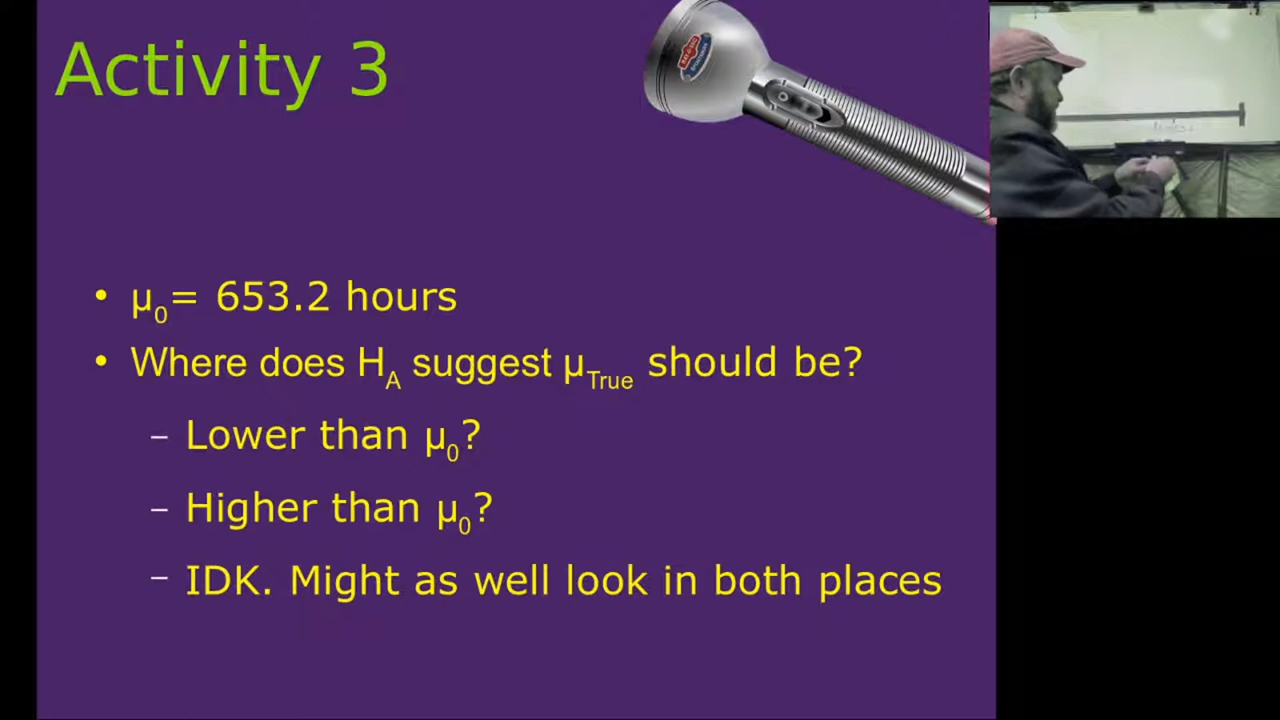 Activity 3
• µ₀= 653.2 hours
• Where does Hₐ suggest µTrue should be?
– Lower than µ₀?
– Higher than µ₀?
– IDK. Might as well look in both places